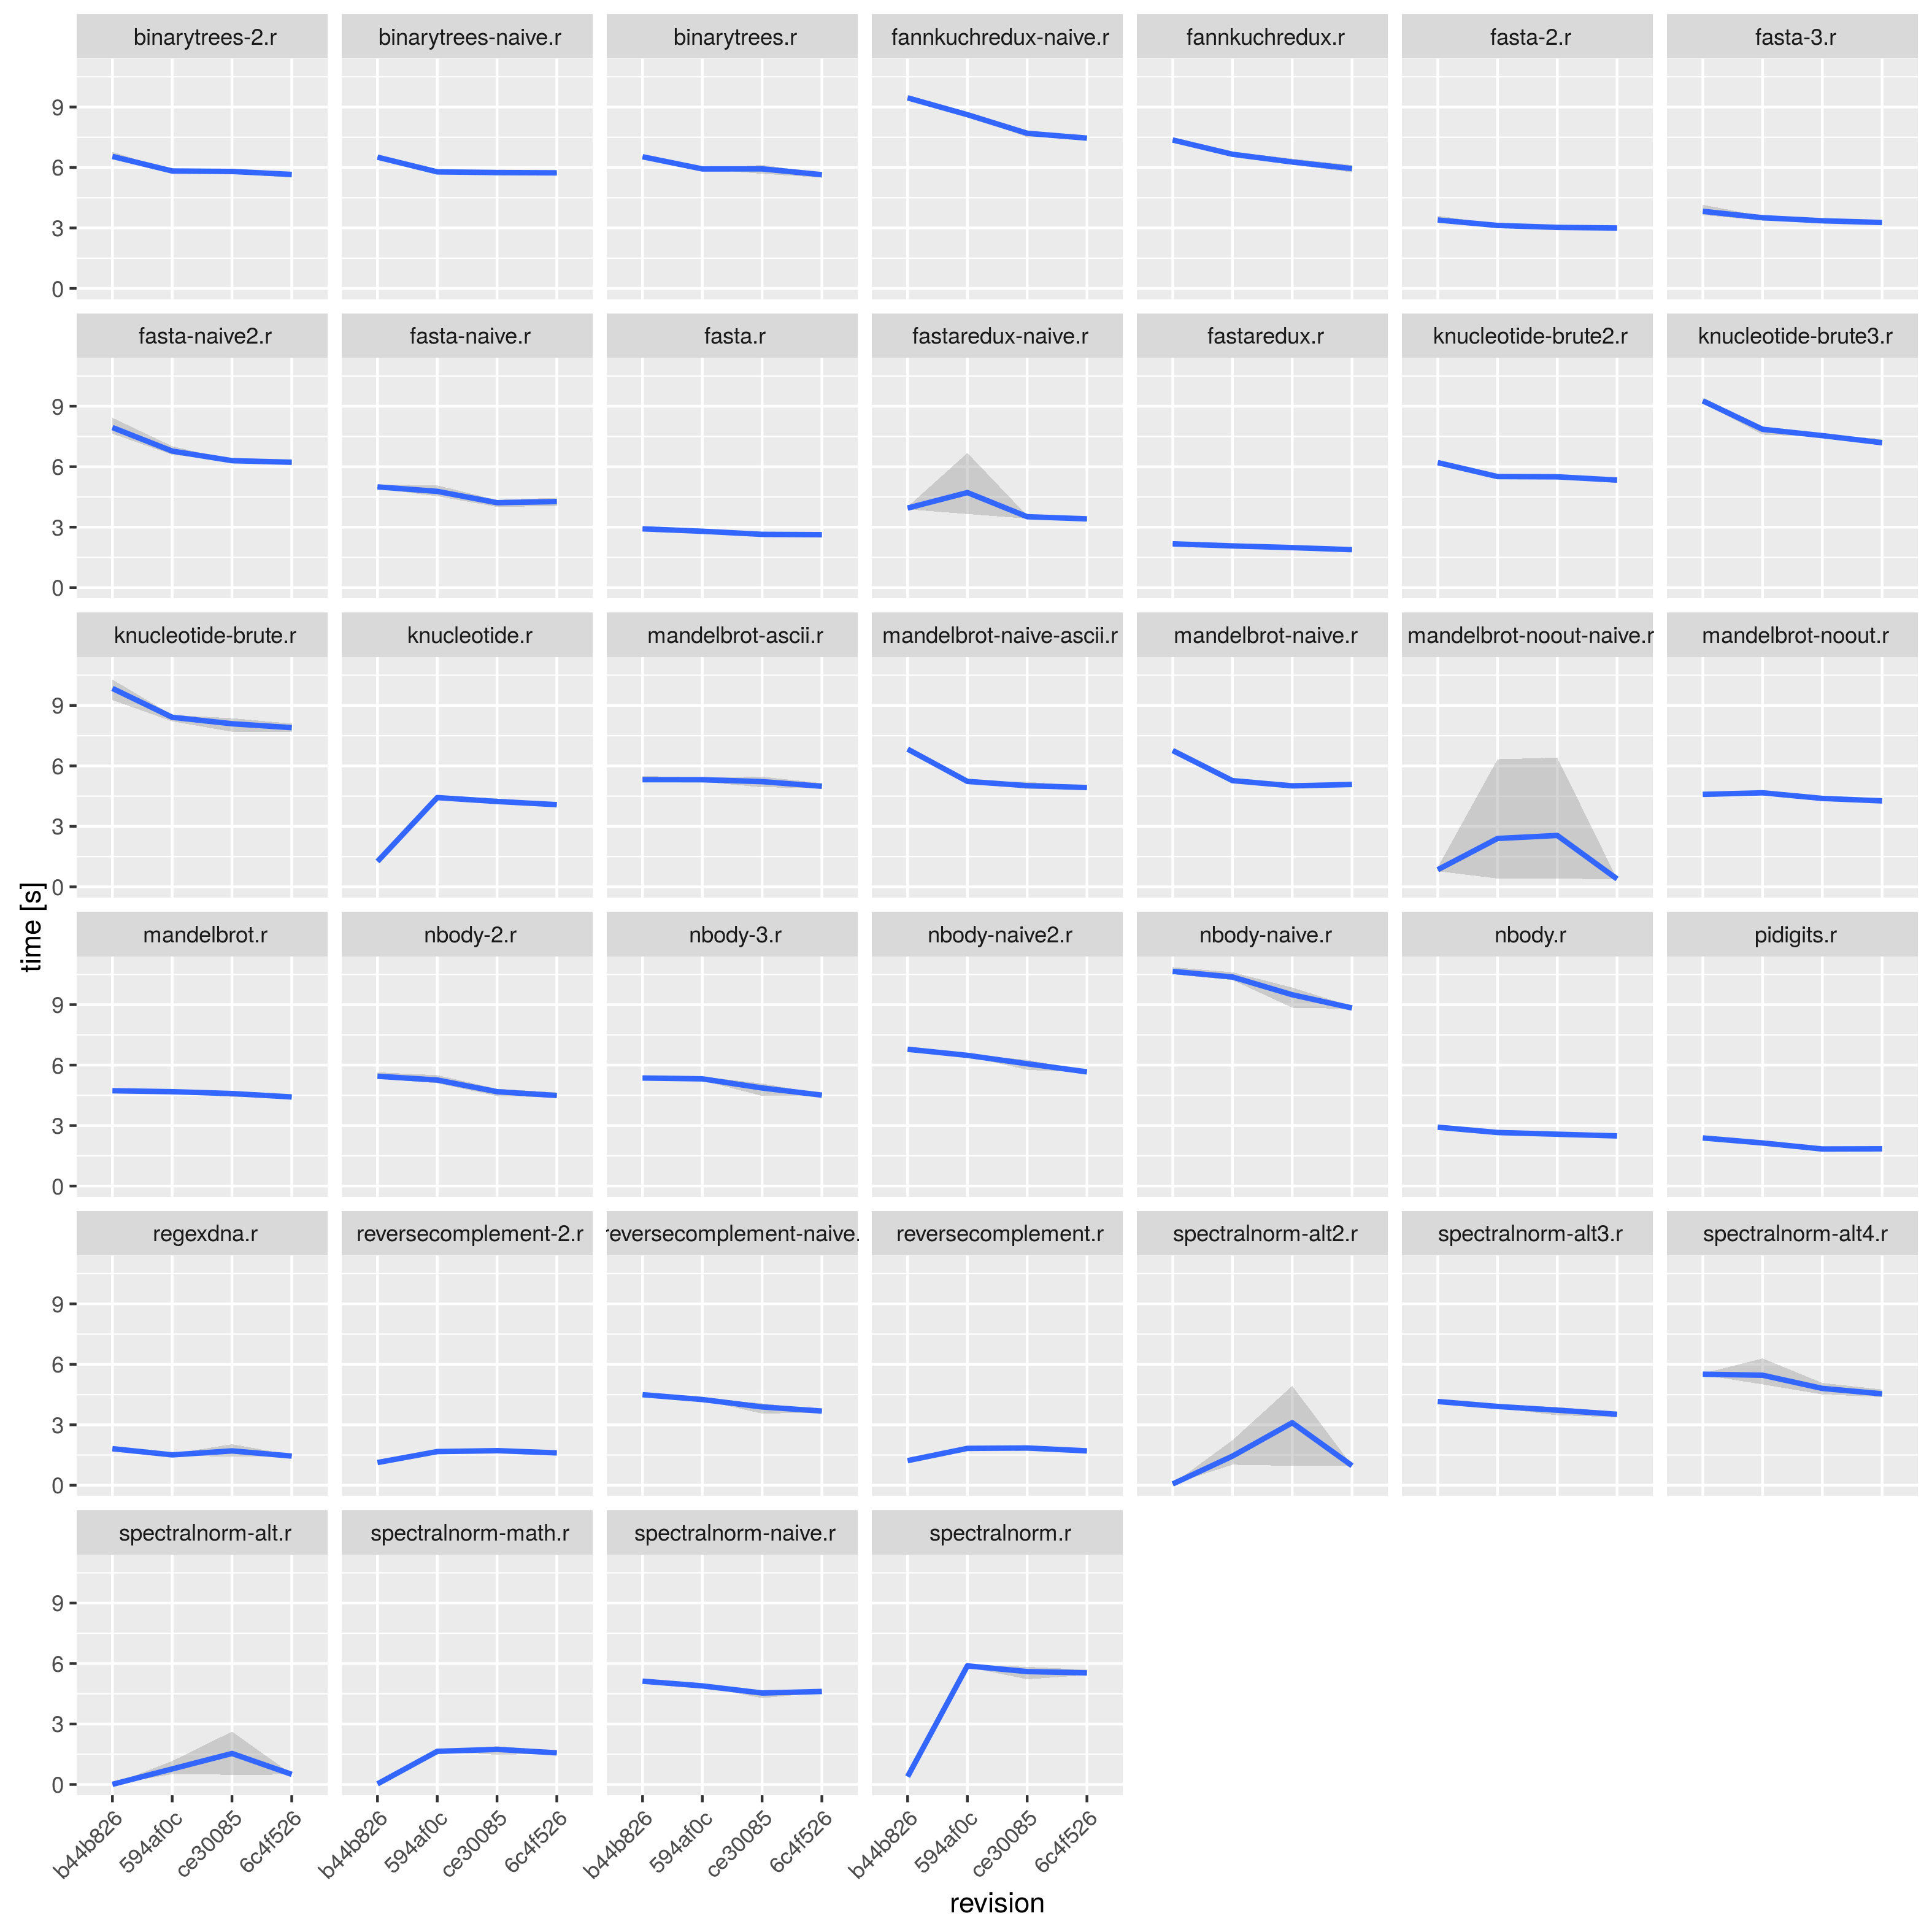 binarytrees-2.r
binarytrees-naive.r
binarytrees.r
fannkuchredux-naive.r
fannkuchredux.r
fasta-2.r
fasta-3.r
9
6
3
0
fasta-naive2.r
fasta-naive.r
fasta.r
fastaredux-naive.r
fastaredux.r
knucleotide-brute2.r
knucleotide-brute3.r
9
6
3
0
knucleotide-brute.r
knucleotide.r
mandelbrot-ascii.r
mandelbrot-naive-ascii.r
mandelbrot-naive.r
mandelbrot-noout-naive.r
mandelbrot-noout.r
9
6
3
0
time [s]
mandelbrot.r
nbody-2.r
nbody-3.r
nbody-naive2.r
nbody-naive.r
nbody.r
pidigits.r
9
6
3
0
regexdna.r
reversecomplement-2.r
reversecomplement-naive.
reversecomplement.r
spectralnorm-alt2.r
spectralnorm-alt3.r
spectralnorm-alt4.r
9
6
3
0
spectralnorm-alt.r
spectralnorm-math.r
spectralnorm-naive.r
spectralnorm.r
9
6
3
0
b44b826
594af0c
ce30085
6c4f526
b44b826
594af0c
ce30085
6c4f526
b44b826
594af0c
ce30085
6c4f526
b44b826
594af0c
ce30085
6c4f526
revision